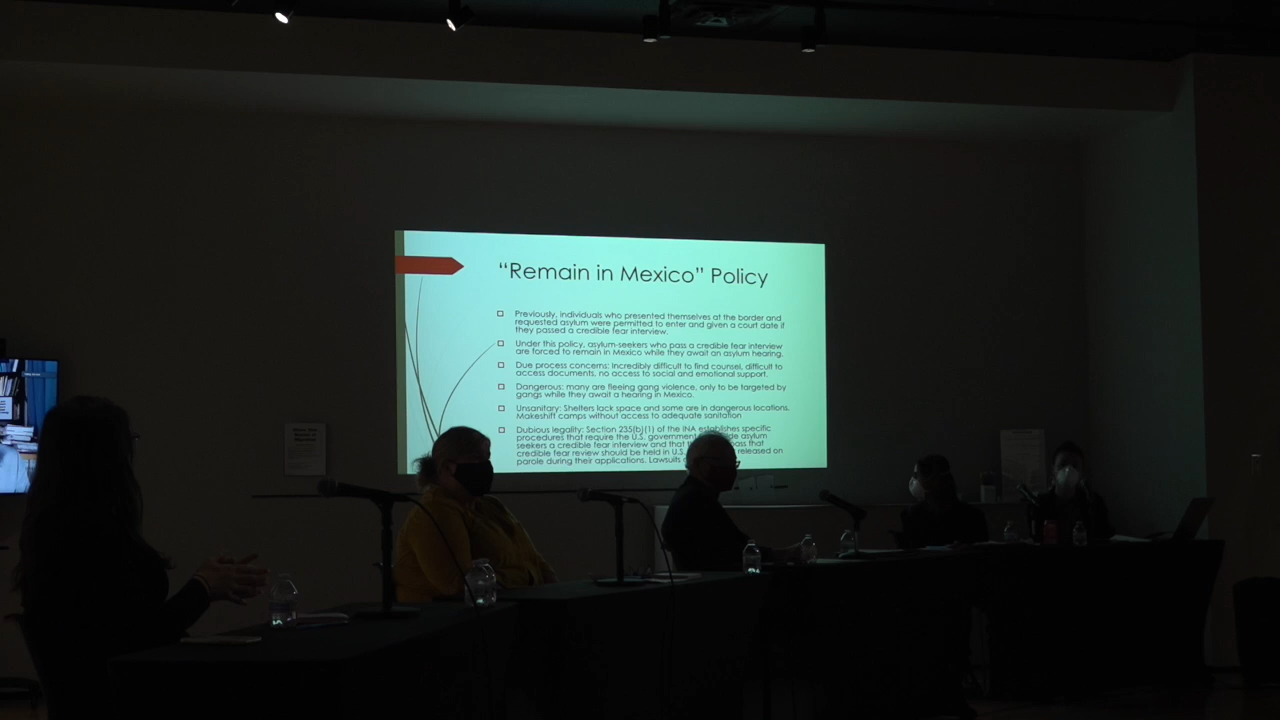 “Remain in Mexico” Policy
Previously, individuals who presented themselves at the border and
requested asylum were permitted to enter and given a court date if
they passed a credible fear interview.
Under this policy, asylum-seekers who pass a credible fear interview
are forced to remain in Mexico while they await an asylum hearing.
Due process concerns: Incredibly difficult to find counsel, difficult to
access documents, no access to social and emotional support.
Dangerous: many are fleeing gang violence, only to be targeted by
gangs while they await a hearing in Mexico.
Unsanitary: Shelters lack space and some are in dangerous locations.
Makeshift camps without access to adequate sanitation
Dubious legality: Section 235(b)(1) of the INA establishes specific
procedures that require the U.S. government asylum
seekers a credible fear interview and that pass that
credible fear review should be held in U.S. released on
parole during their applications. Lawsuits